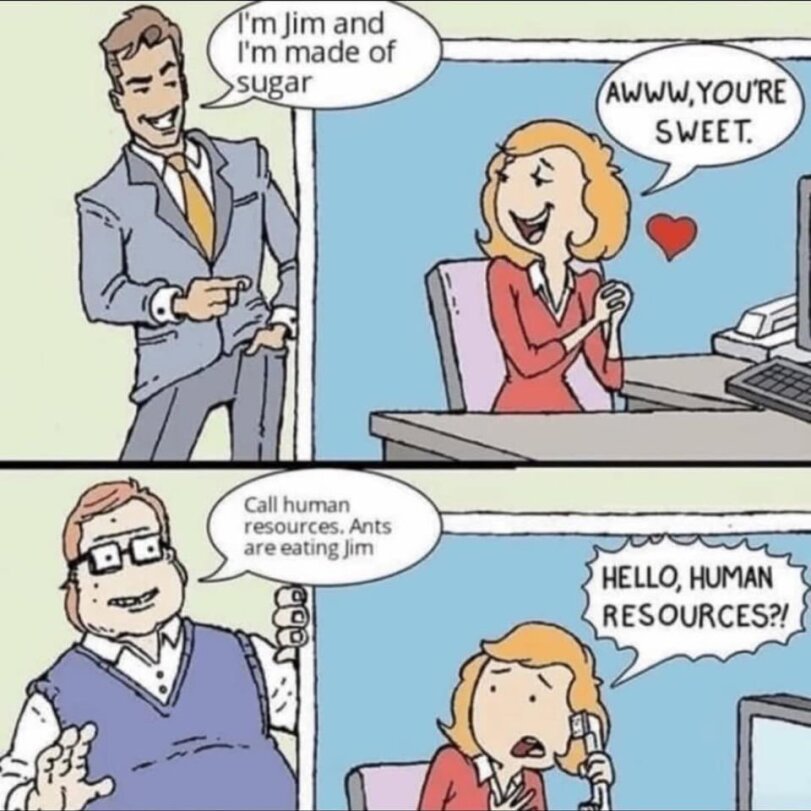 I'm Jim and
I'm made of
sugar
AWWW, YOU'RE
SWEET.
Call human
resources. Ants
are eating Jim
HELLO, HUMAN
RESOURCES?!